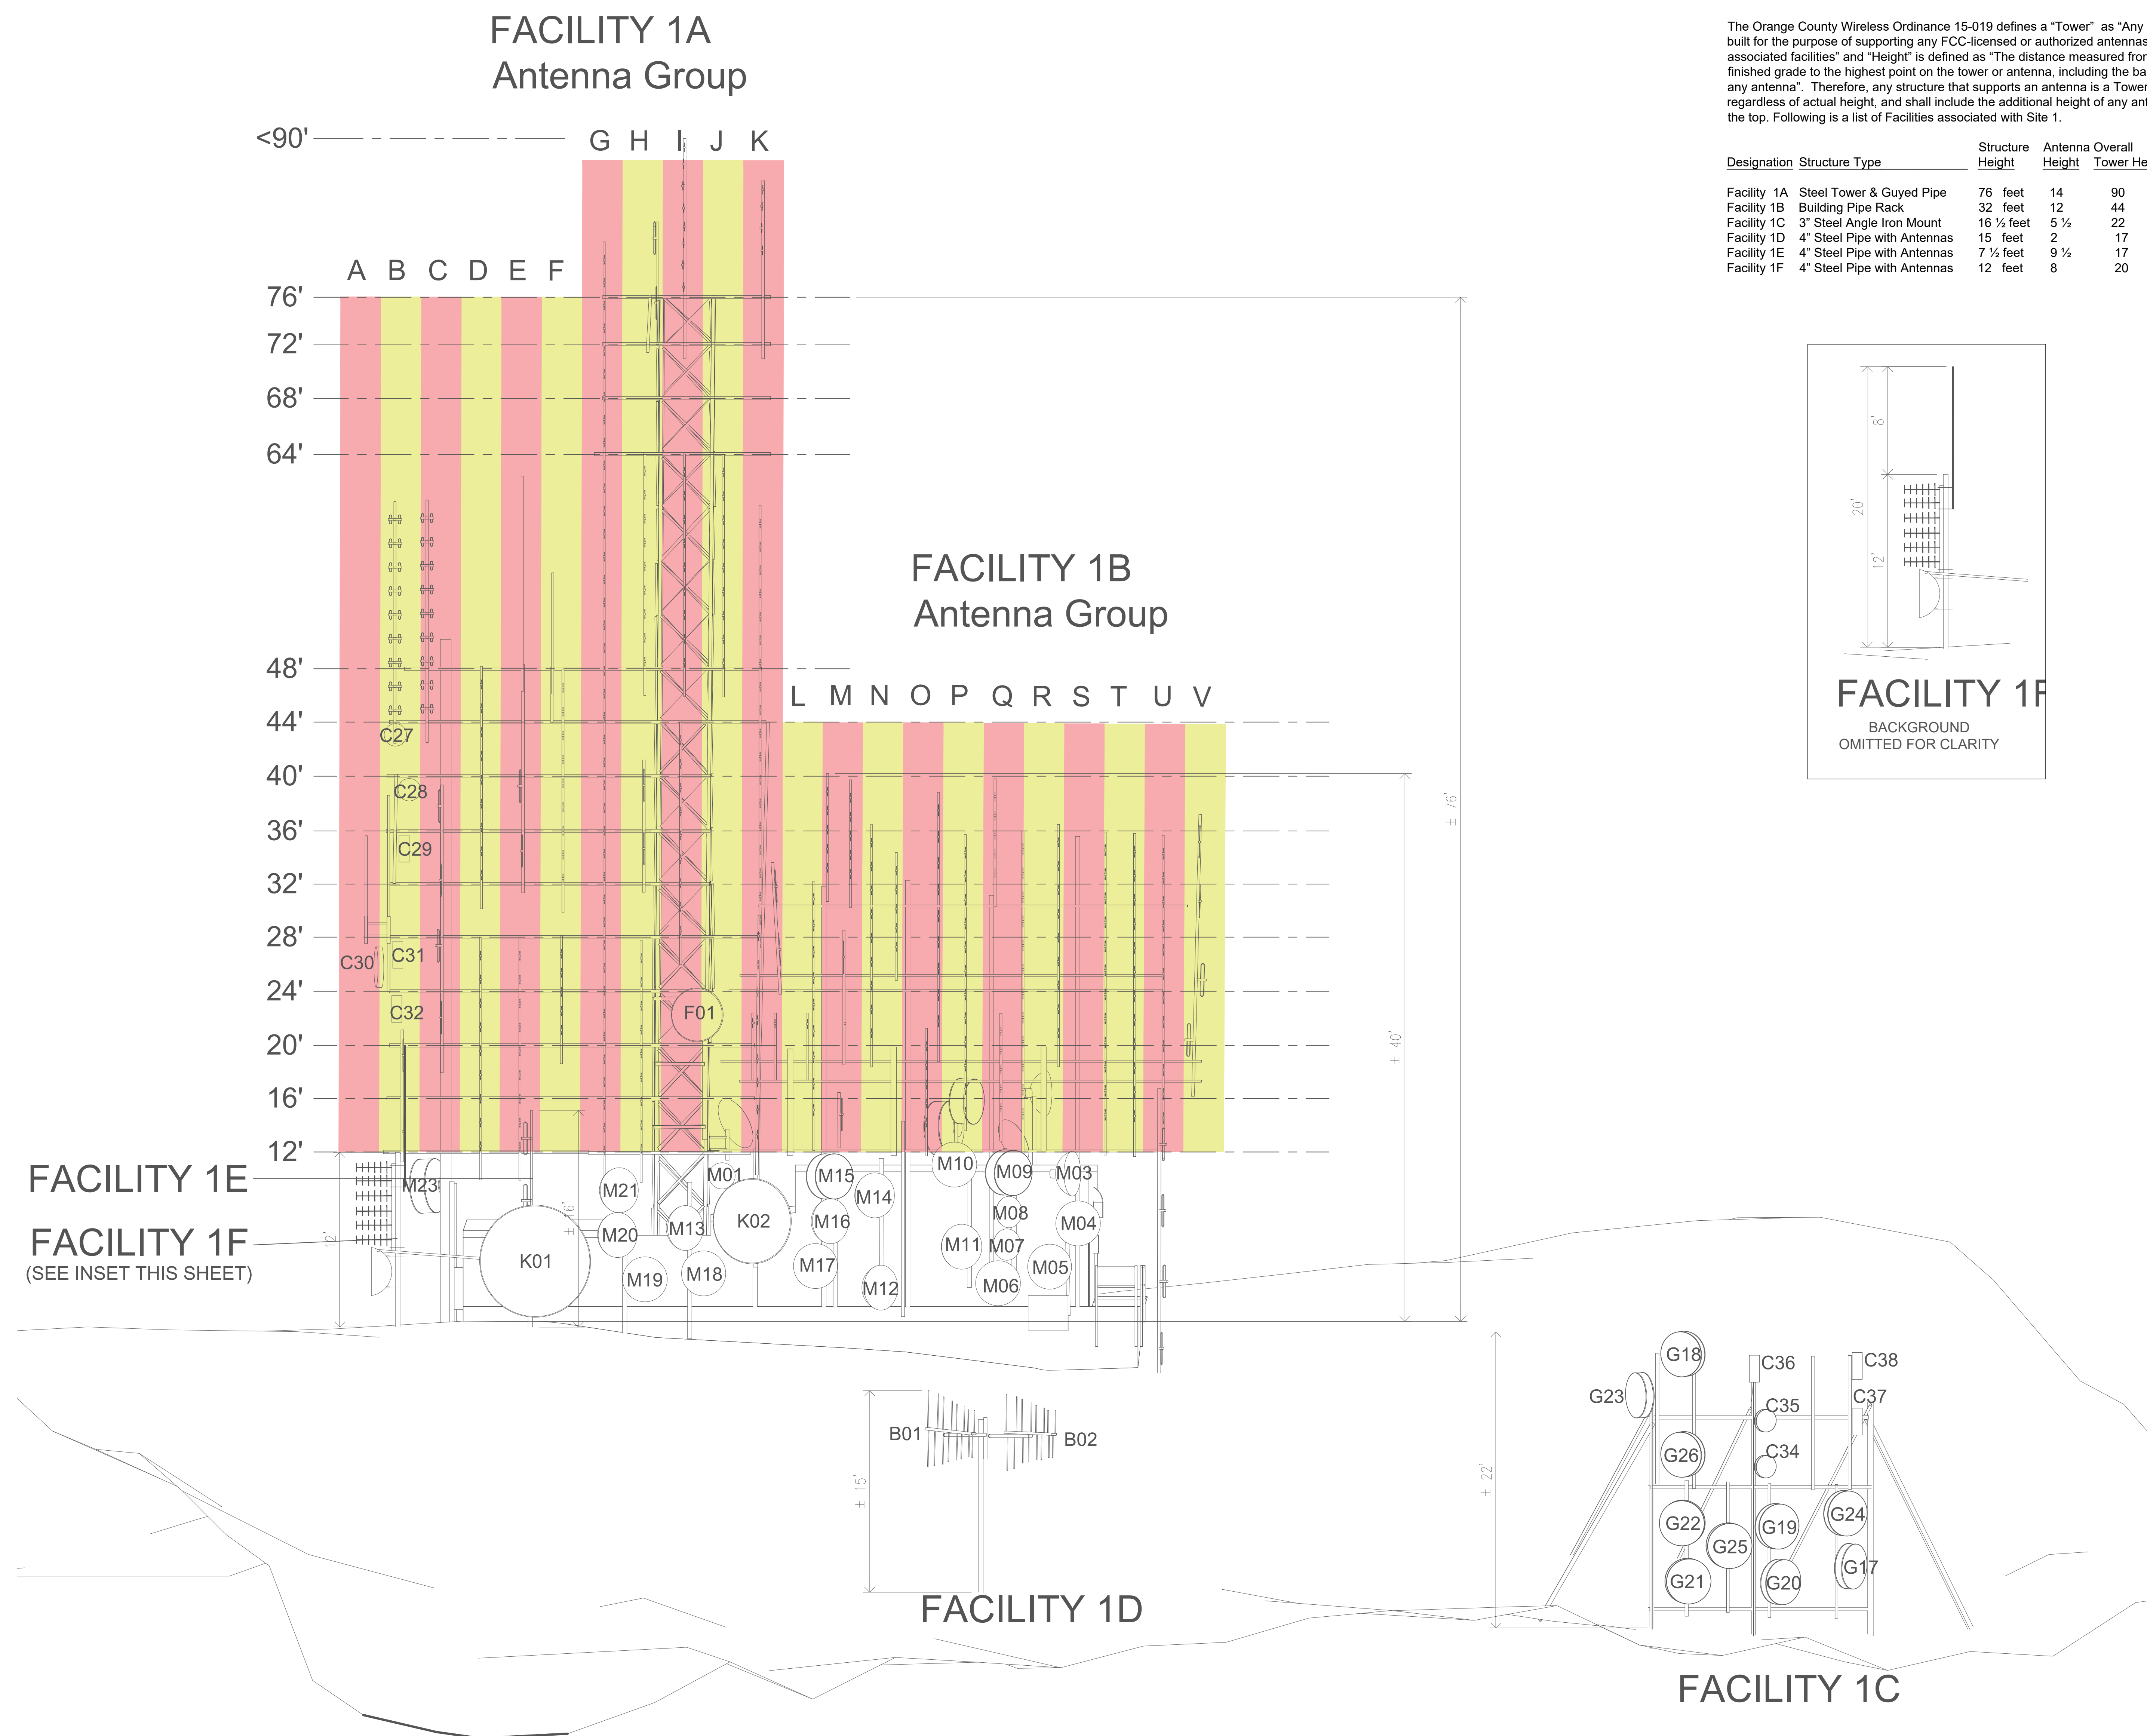 FACILITY 1A
Antenna Group
The Orange County Wireless Ordinance 15-019 defines a “Tower” as “Any
built for the purpose of supporting any FCC-licensed or authorized antennas
associated facilities” and “Height” is defined as “The distance measured from
finished grade to the highest point on the tower or antenna, including the
any antenna”. Therefore, any structure that supports an antenna is a Tower
regardless of actual height, and shall include the additional height of any
the top. Following is a list of Facilities associated with Site 1.
Structure Antenna Overall
Designation Structure Type Height Height Tower
Facility 1A Steel Tower & Guyed Pipe 76 feet 14 90
Facility 1B Building Pipe Rack 32 feet 12 44
Facility 1C 3” Steel Angle Iron Mount 16 ½ feet 5 ½ 22
Facility 1D 4” Steel Pipe with Antennas 15 feet 2 17
Facility 1E 4” Steel Pipe with Antennas 7 ½ feet 9 ½ 17
Facility 1F 4” Steel Pipe with Antennas 12 feet 8 20
<90'
G H I J K
A B C D E F
76'
72'
68'
64'
48'
44'
40'
36'
32'
28'
24'
20'
16'
12'
FACILITY 1B
Antenna Group
L M N O P Q R S T U V
± 76'
± 40'
8'
20'
12'
FACILITY 1F
BACKGROUND
OMITTED FOR CLARITY
C27
C28
C29
C30
C31
C32
F01
FACILITY 1E
FACILITY 1F
(SEE INSET THIS SHEET)
12'
M23
K01
± 16'
M21
M20
M19
M01
M13
M18
K02
M15
M16
M17
M14
M12
M10
M11
M09
M08
M07
M06
M03
M04
M05
± 15'
B01
B02
FACILITY 1D
± 22'
G18
G23
C36
C38
C37
C35
G26
C34
G22
G25
G19
G24
G21
G20
G17
FACILITY 1C